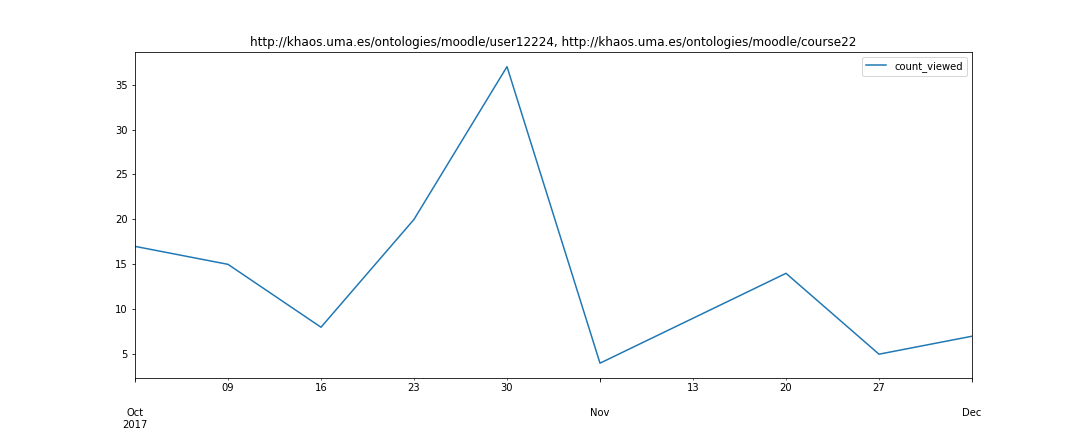 http://khaos.uma.es/ontologies/moodle/user12224, http://khaos.uma.es/ontologies/moodle/course22
count_viewed
35
30
25
20
15
10
5
09 16 23 30 13 20 27
Oct Nov Dec
2017